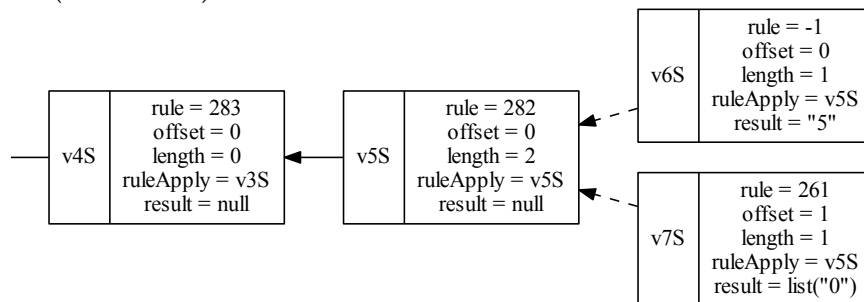 v4S
rule = 283
offset = 0
length = 0
ruleApply = v3S
result = null
v5S
rule = 282
offset = 0
length = 2
ruleApply = v5S
result = null
v6S
rule = -1
offset = 0
length = 1
ruleApply = v5S
result = "5"
v7S
rule = 261
offset = 1
length = 1
ruleApply = v5S
result = list("0")